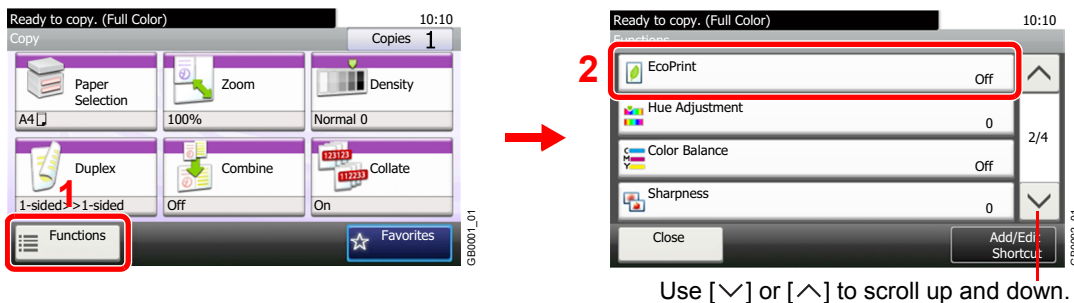 Ready to copy. (Full Color) 10:10
Copy Copies 1
Paper Selection
A4
Zoom
100%
Density
Normal 0
Duplex
1-sided>>1-sided
Combine
Off
Collate
On
1
Functions
Favorites
GB0001_01
Ready to copy. (Full Color) 10:10
Functions
2
EcoPrint Off
Hue Adjustment 0
2/4
Color Balance Off
Sharpness 0
Close
Add/Edit
Shortcut
GB0002_01
Use [∨] or [∧] to scroll up and down.